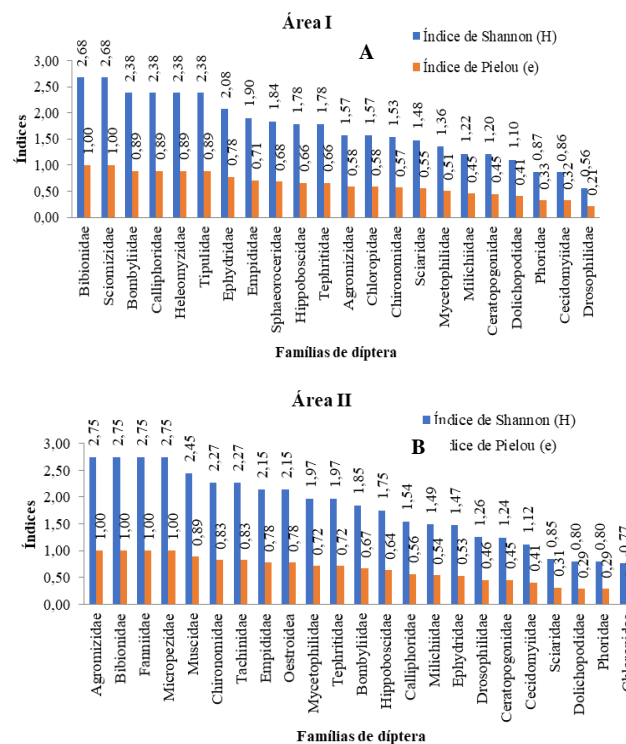 Área I
A
Índice de Shannon (H)
Índice de Pielou (e)
Índices
3,00
2,50
2,00
1,50
1,00
0,50
0,00
2,68 2,68 2,38 2,38 2,38 2,38 2,08 1,90 1,84 1,78 1,78 1,57 1,57 1,53 1,48 1,36 1,22 1,20 1,10 0,87 0,86 0,56
1,00 1,00 0,89 0,89 0,89 0,89 0,78 0,71 0,68 0,66 0,66 0,58 0,58 0,57 0,55 0,51 0,45 0,45 0,41 0,33 0,32 0,21
Bibionidae
Sciomizidae
Bombyliidae
Calliphoridae
Heleomyzidae
Tipulidae
Ephydridae
Empididae
Sphaeroceridae
Hippoboscidae
Tephritidae
Agromizidae
Chloropidae
Chironomidae
Sciaridae
Mycetophilidae
Milichiidae
Ceratopogonidae
Dolichopodidae
Phoridae
Cecidomyiidae
Drosophilidae
Famílias de díptera
Área II
B
Índice de Shannon (H)
dice de Pielou (e)
Índices
3,00
2,50
2,00
1,50
1,00
0,50
0,00
2,75 2,75 2,75 2,75 2,45 2,27 2,27 2,15 2,15 1,97 1,97 1,85 1,75 1,54 1,49 1,47 1,26 1,24 1,12 0,85 0,80 0,80 0,77
1,00 1,00 1,00 1,00 0,89 0,83 0,83 0,78 0,78 0,72 0,72 0,67 0,64 0,56 0,54 0,53 0,46 0,45 0,41 0,31 0,29 0,29
Agromizidae
Bibionidae
Fanniidae
Micropezidae
Muscidae
Chironomidae
Tachinidae
Empididae
Oestroidea
Mycetophilidae
Tephritidae
Bombyliidae
Hippoboscidae
Calliphoridae
Milichiidae
Ephydridae
Drosophilidae
Ceratopogonidae
Cecidomyiidae
Sciaridae
Dolichopodidae
Phoridae
Famílias de díptera